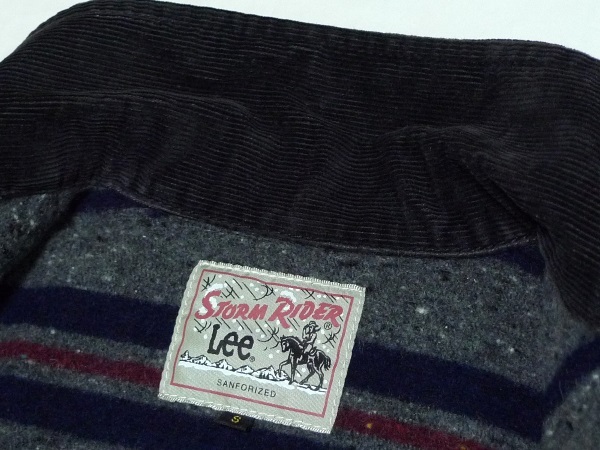 STORM RIDER®
Lee®
SANFORIZED
S